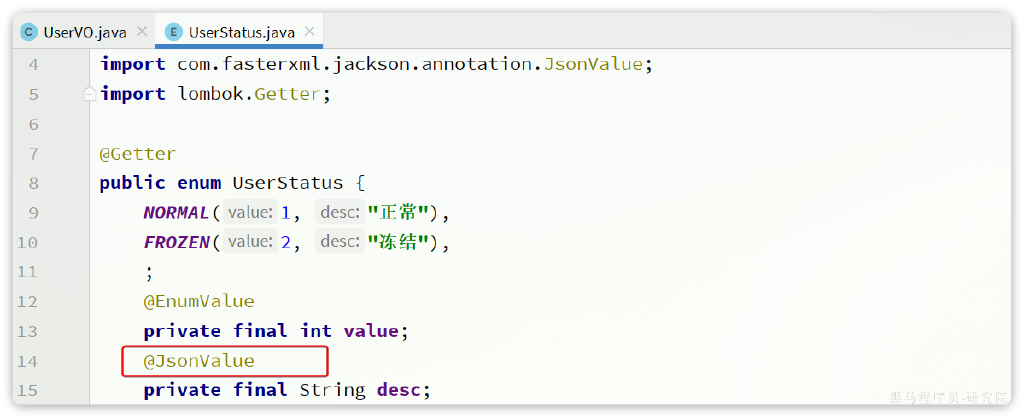 UserVO.java UserStatus.java
4 import com.fasterxml.jackson.annotation.JsonValue;
5 import lombok.Getter;
6
7 @Getter
8 public enum UserStatus {
9 NORMAL( value: 1, desc: "正常"),
10 FROZEN( value: 2, desc: "冻结"),
11 ;
12 @EnumValue
13 private final int value;
14 @JsonValue
15 private final String desc;
黑马程序员-研究院